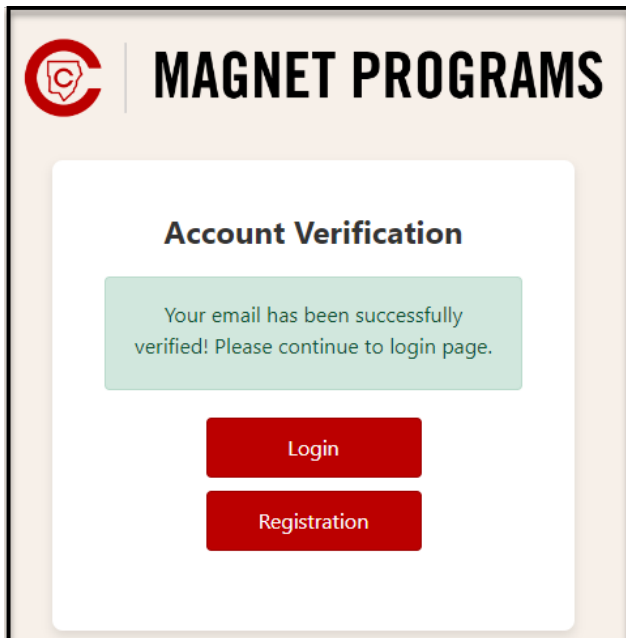 C
MAGNET PROGRAMS
Account Verification
Your email has been successfully
verified! Please continue to login page.
Login
Registration